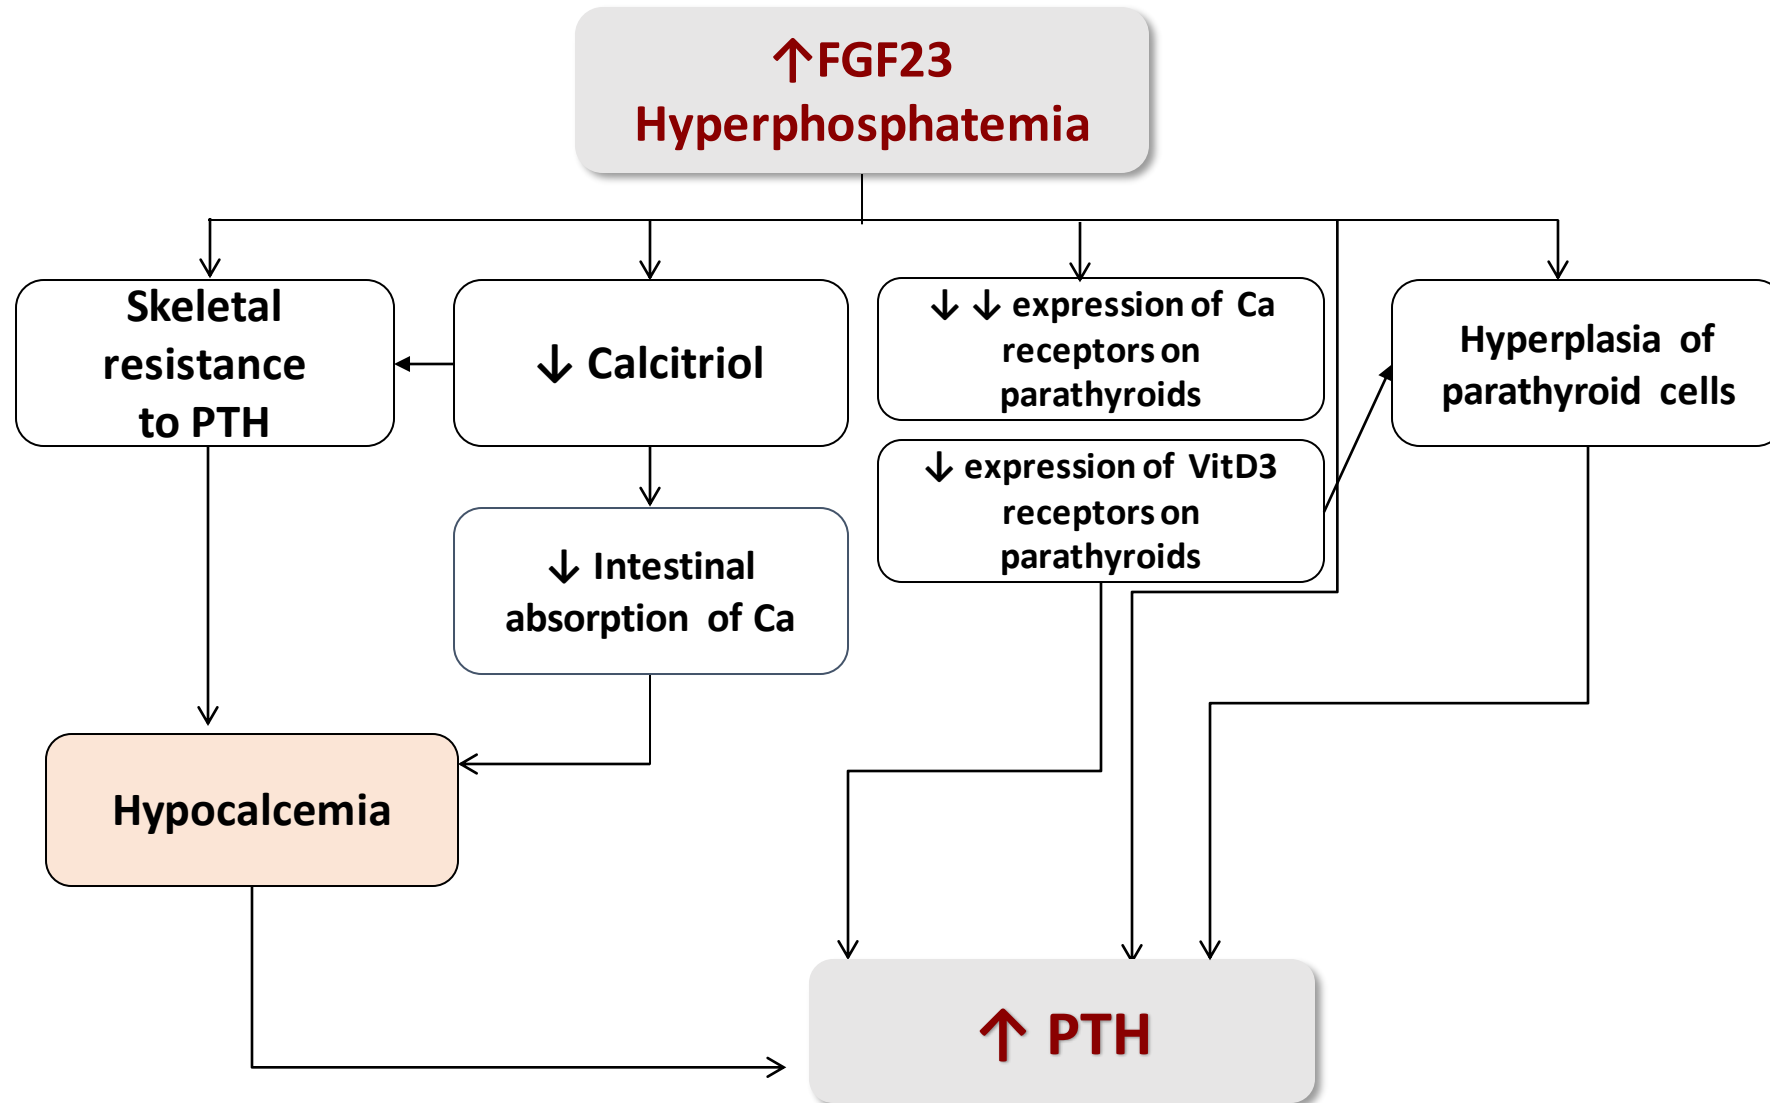 ↑FGF23
Hyperphosphatemia
Skeletal
resistance
to PTH
↓ Calcitriol
↓ ↓ expression of Ca
receptors on
parathyroids
Hyperplasia of
parathyroid cells
↓ expression of VitD3
receptors on
parathyroids
↓ Intestinal
absorption of Ca
Hypocalcemia
↑ PTH